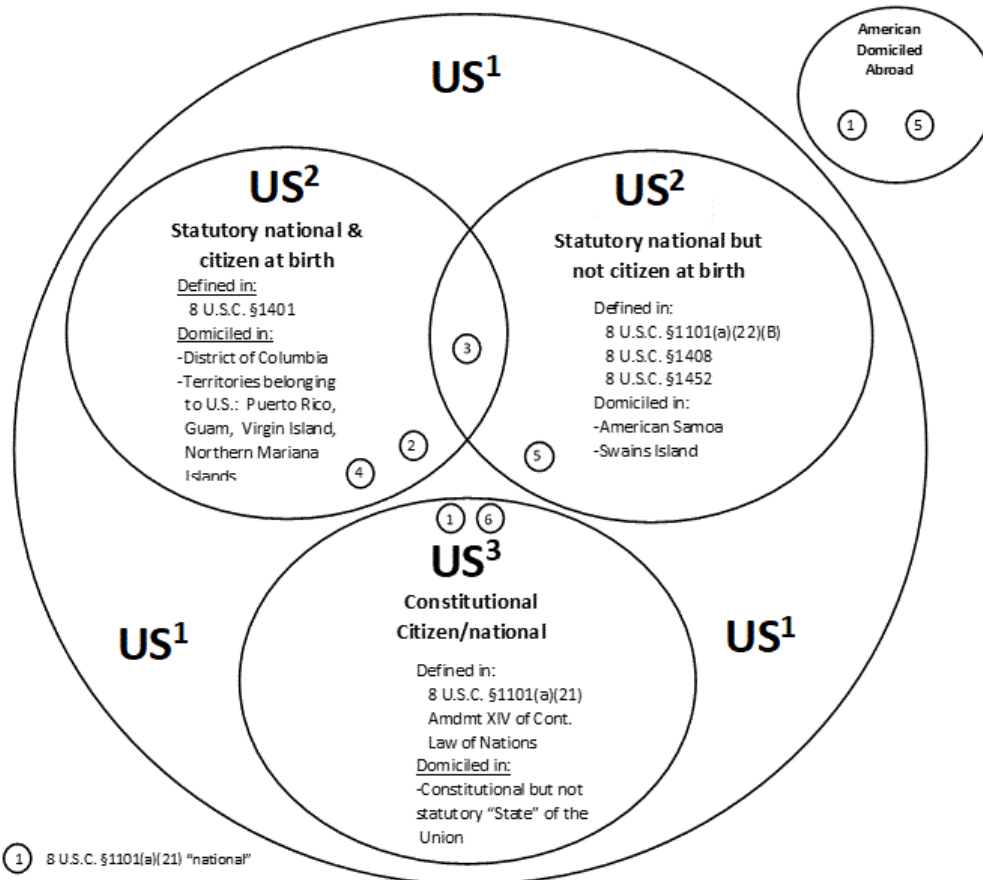 US¹
American
Domiciled
Abroad
1 5
US²
Statutory national &
citizen at birth
Defined in:
8 U.S.C. §1401
Domiciled in:
-District of Columbia
-Territories belonging
to U.S.: Puerto Rico,
Guam, Virgin Island,
Northern Mariana
Islands
2
4
3
US²
Statutory national but
not citizen at birth
Defined in:
8 U.S.C. §1101(a)(22)(B)
8 U.S.C. §1408
8 U.S.C. §1452
Domiciled in:
-American Samoa
-Swains Island
5
1 6
US³
Constitutional
Citizen/national
Defined in:
8 U.S.C. §1101(a)(21)
Amdmt XIV of Cont.
Law of Nations
Domiciled in:
-Constitutional but not
statutory “State” of the
Union
US¹
US¹
1 8 U.S.C. §1101(a)(21) “national”